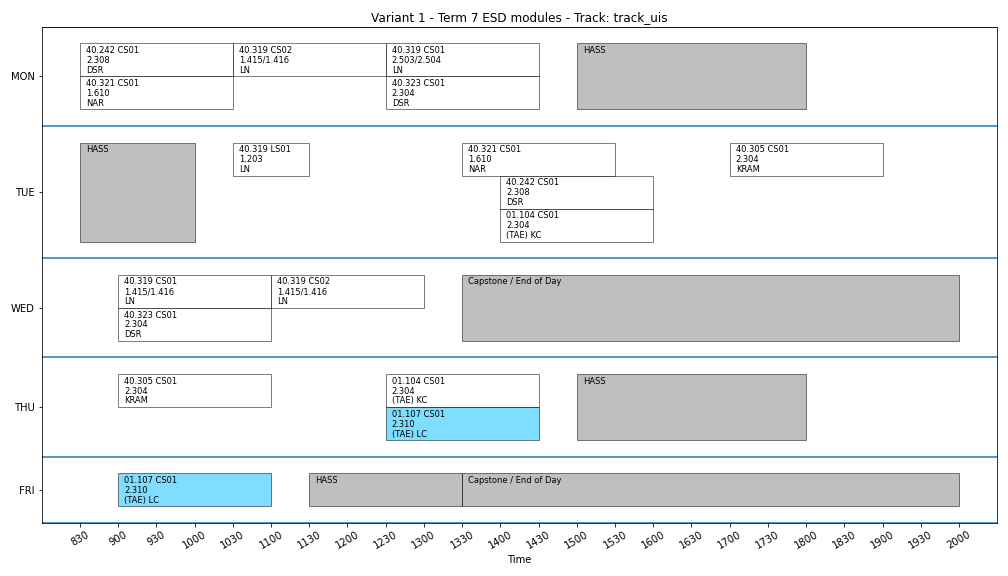 Variant 1 - Term 7 ESD modules - Track: track_uis
MON
40.242 CS01
2.308
DSR
40.321 CS01
1.610
NAR
40.319 CS02
1.415/1.416
LN
40.319 CS01
2.503/2.504
LN
40.323 CS01
2.304
DSR
HASS
TUE
HASS
40.319 LS01
1.203
LN
40.321 CS01
1.610
NAR
40.242 CS01
2.308
DSR
01.104 CS01
2.304
(TAE) KC
40.305 CS01
2.304
KRAM
WED
40.319 CS01
1.415/1.416
LN
40.323 CS01
2.304
DSR
40.319 CS02
1.415/1.416
LN
Capstone / End of Day
THU
40.305 CS01
2.304
KRAM
01.104 CS01
2.304
(TAE) KC
01.107 CS01
2.310
(TAE) LC
HASS
FRI
01.107 CS01
2.310
(TAE) LC
HASS
Capstone / End of Day
830 900 930 1000 1030 1100 1130 1200 1230 1300 1330 1400 1430 1500 1530 1600 1630 1700 1730 1800 1830 1900 1930 2000
Time